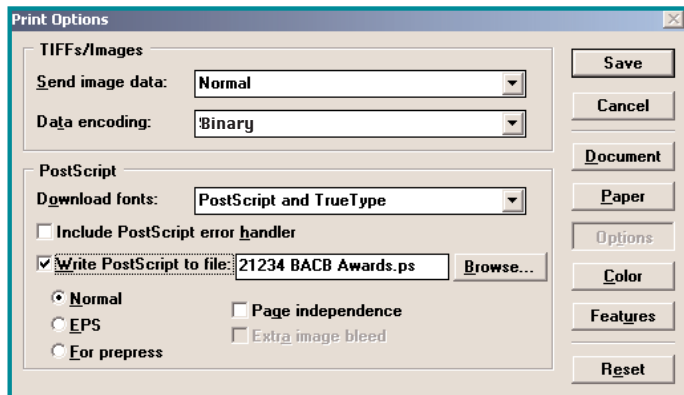 Print Options
TIFFs/Images
Send image data: Normal
Data encoding: Binary
PostScript
Download fonts: PostScript and TrueType
Include PostScript error handler
Write PostScript to file: 21234 BACB Awards.ps Browse...
Normal
EPS
For prepress
Page independence
Extra image bleed
Save
Cancel
Document
Paper
Options
Color
Features
Reset